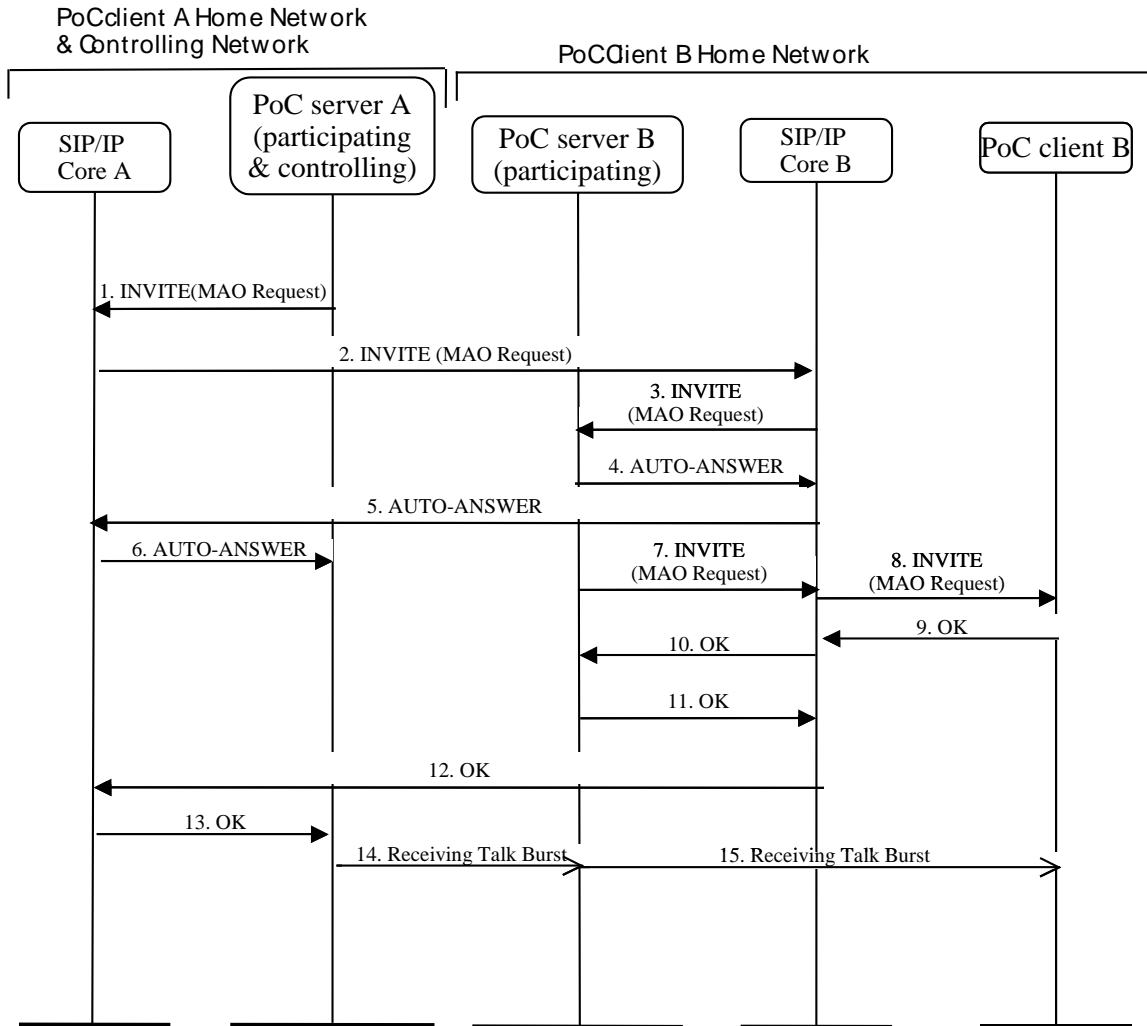 PoCclient A Home Network
& Controlling Network
PoCClient B Home Network
SIP/IP
Core A
PoC server A
(participating
& controlling)
PoC server B
(participating)
SIP/IP
Core B
PoC client B
1. INVITE(MAO Request)
2. INVITE (MAO Request)
3. INVITE
(MAO Request)
4. AUTO-ANSWER
5. AUTO-ANSWER
6. AUTO-ANSWER
7. INVITE
(MAO Request)
8. INVITE
(MAO Request)
9. OK
10. OK
11. OK
12. OK
13. OK
14. Receiving Talk Burst
15. Receiving Talk Burst